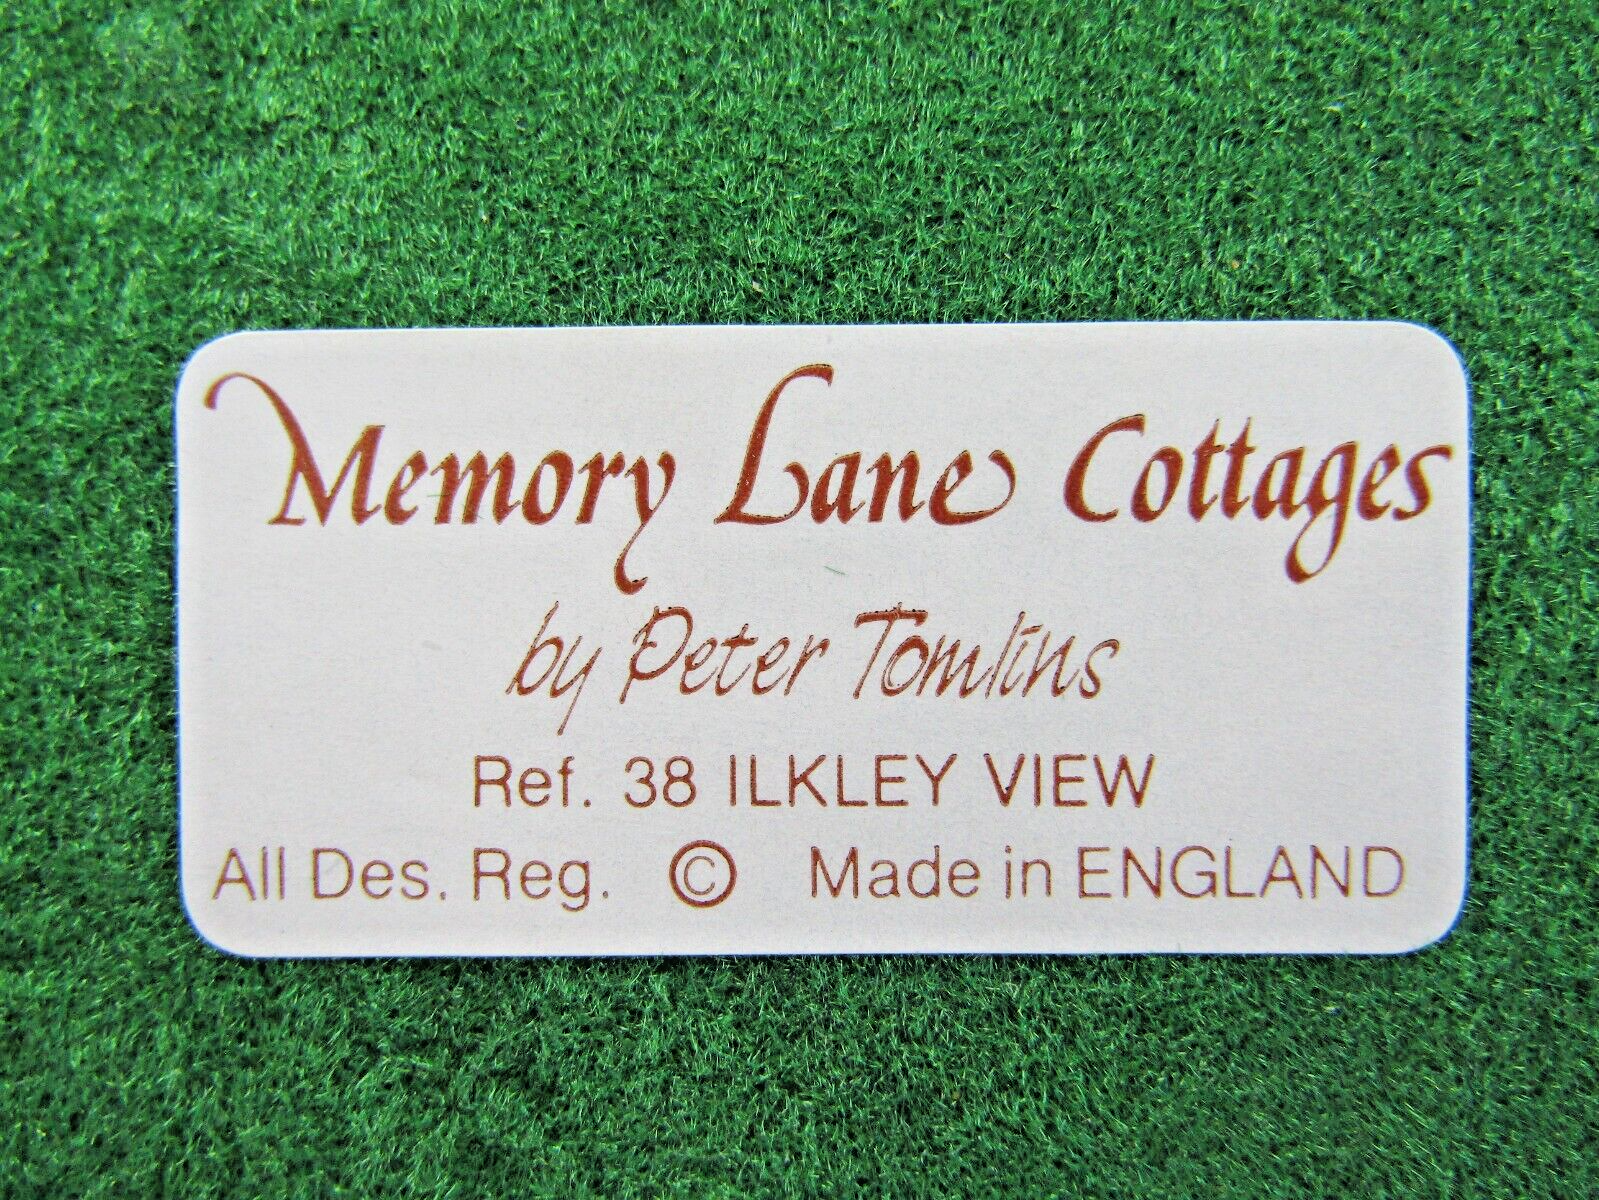 Memory Lane Cottages
by Peter Tomlins
Ref. 38 ILKLEY VIEW
All Des. Reg. © Made in ENGLAND